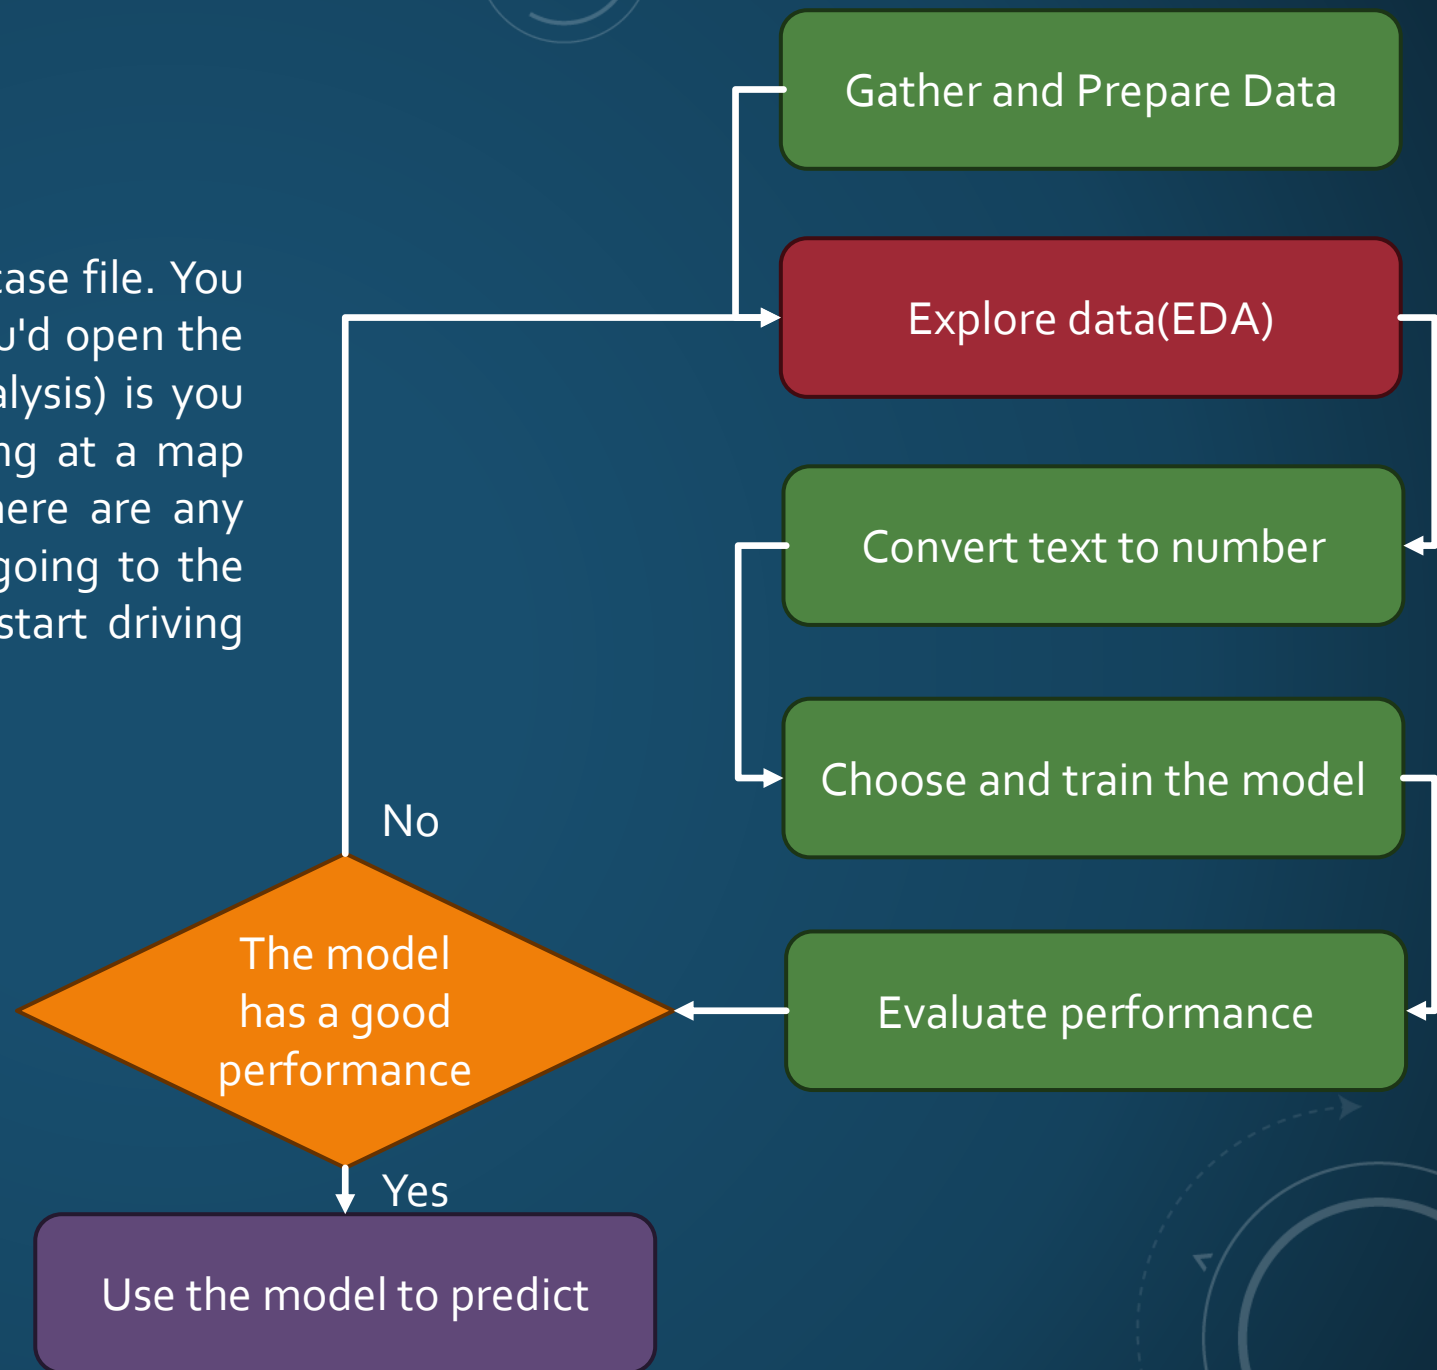 Gather and Prepare Data
case file. You
u'd open the
alysis) is you
ng at a map
here are any
going to the
start driving
Explore data(EDA)
Convert text to number
Choose and train the model
No
The model
has a good
performance
Evaluate performance
Yes
Use the model to predict